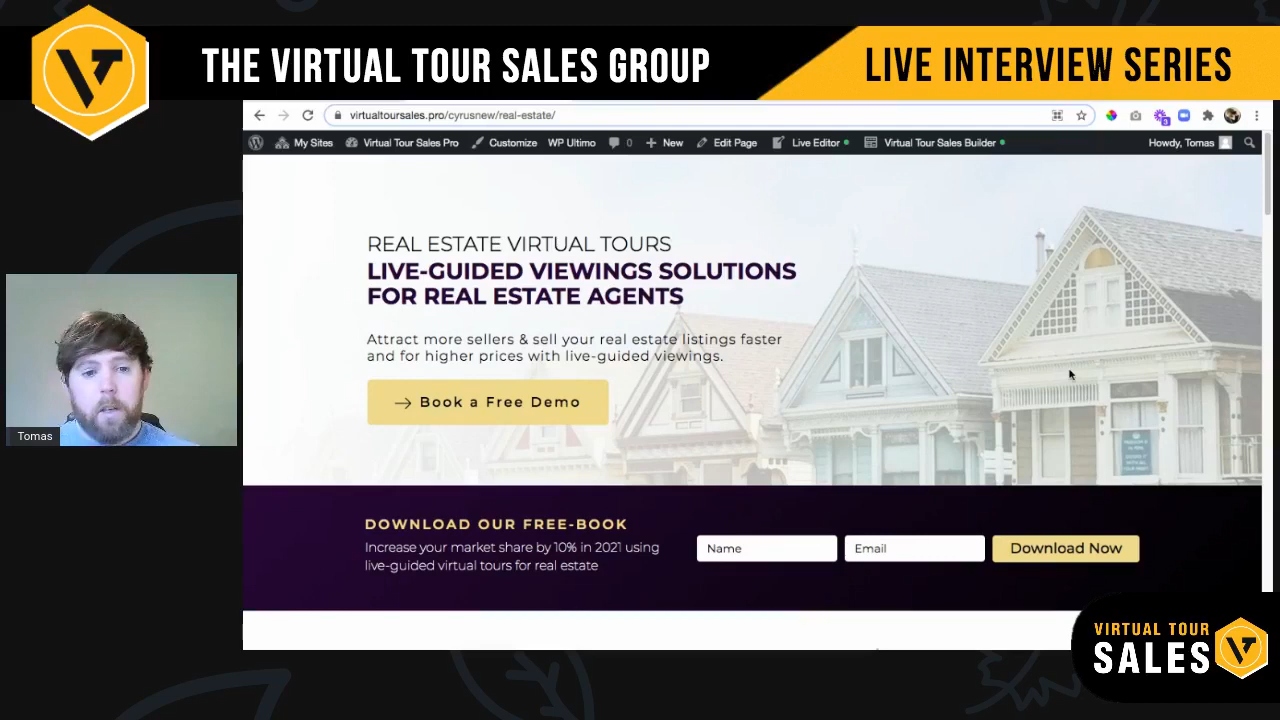 THE VIRTUAL TOUR SALES GROUP
LIVE INTERVIEW SERIES
virtualtoursales.pro/cyrusnew/real-estate/
3
My Sites Virtual Tour Sales Pro Customize WP Ultimo 0 New Edit Page Live Editor Virtual Tour Sales Builder Howdy, Tomas
REAL ESTATE VIRTUAL TOURS
LIVE-GUIDED VIEWINGS SOLUTIONS
FOR REAL ESTATE AGENTS
Attract more sellers & sell your real estate listings faster
and for higher prices with live-guided viewings.
Book a Free Demo
Tomas
DOWNLOAD OUR FREE-BOOK
Increase your market share by 10% in 2021 using
live-guided virtual tours for real estate
Name
Email
Download Now
VIRTUAL TOUR
SALES